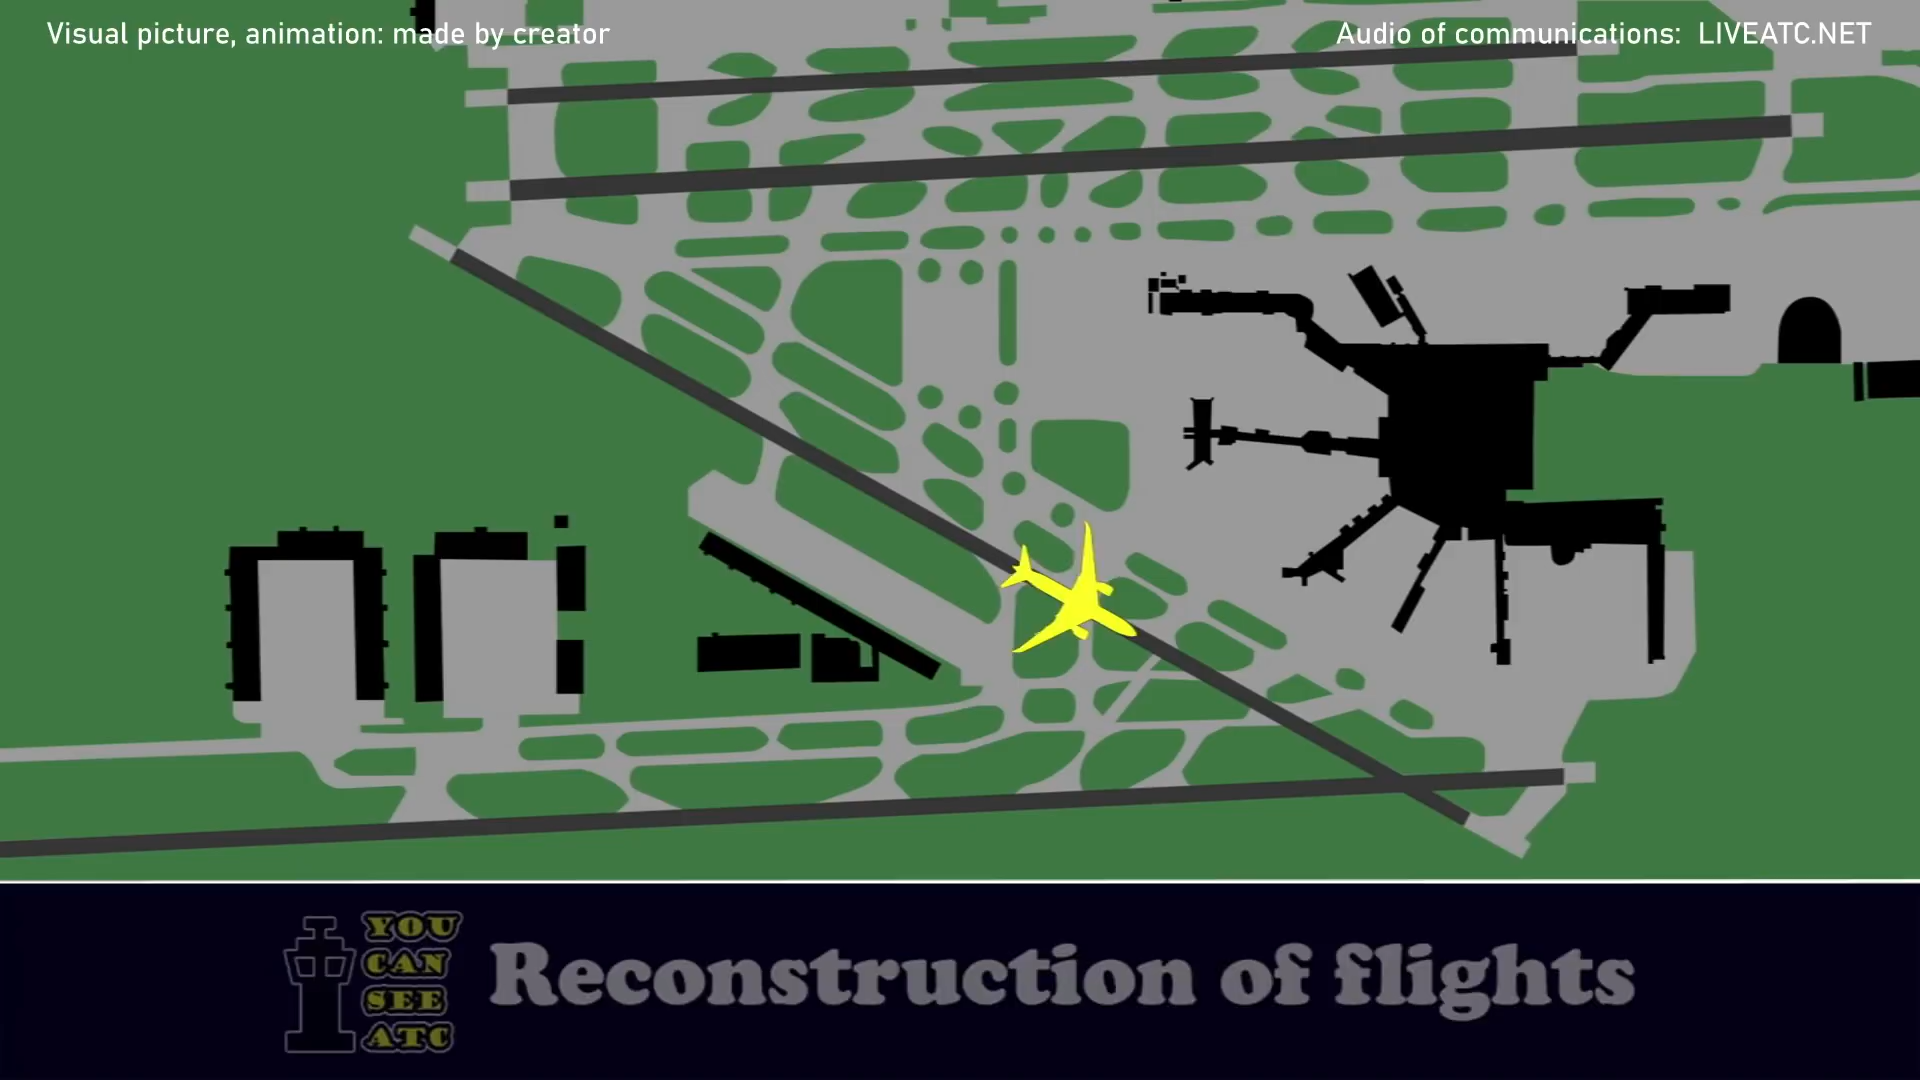 Visual picture, animation: made by creator
Audio of communications: LIVEATC.NET
YOU
CAN
SEE
ATC
Reconstruction of flights